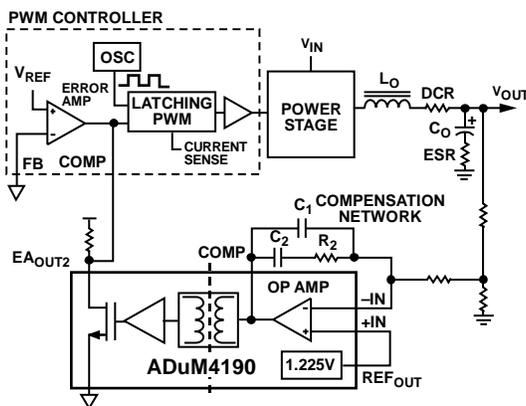 PWM CONTROLLER
OSC
V_IN
V_REF
ERROR
AMP
LATCHING
PWM
POWER
STAGE
L_O
DCR
V_OUT
C_O
+
ESR
+
−
FB
COMP
CURRENT
SENSE
C_1
COMPENSATION
NETWORK
C_2
R_2
COMP
EA_OUT2
OP AMP
−
+
−IN
+IN
ADuM4190
1.225V
REF_OUT